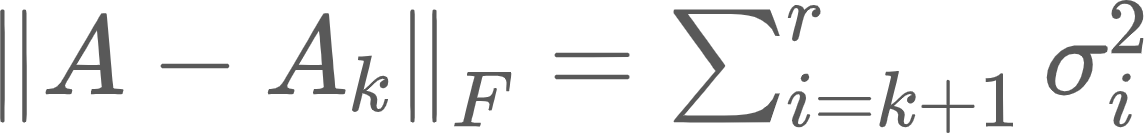 ‖A − A_k‖_F = ∑_{i=k+1}^{r} σ_i^2